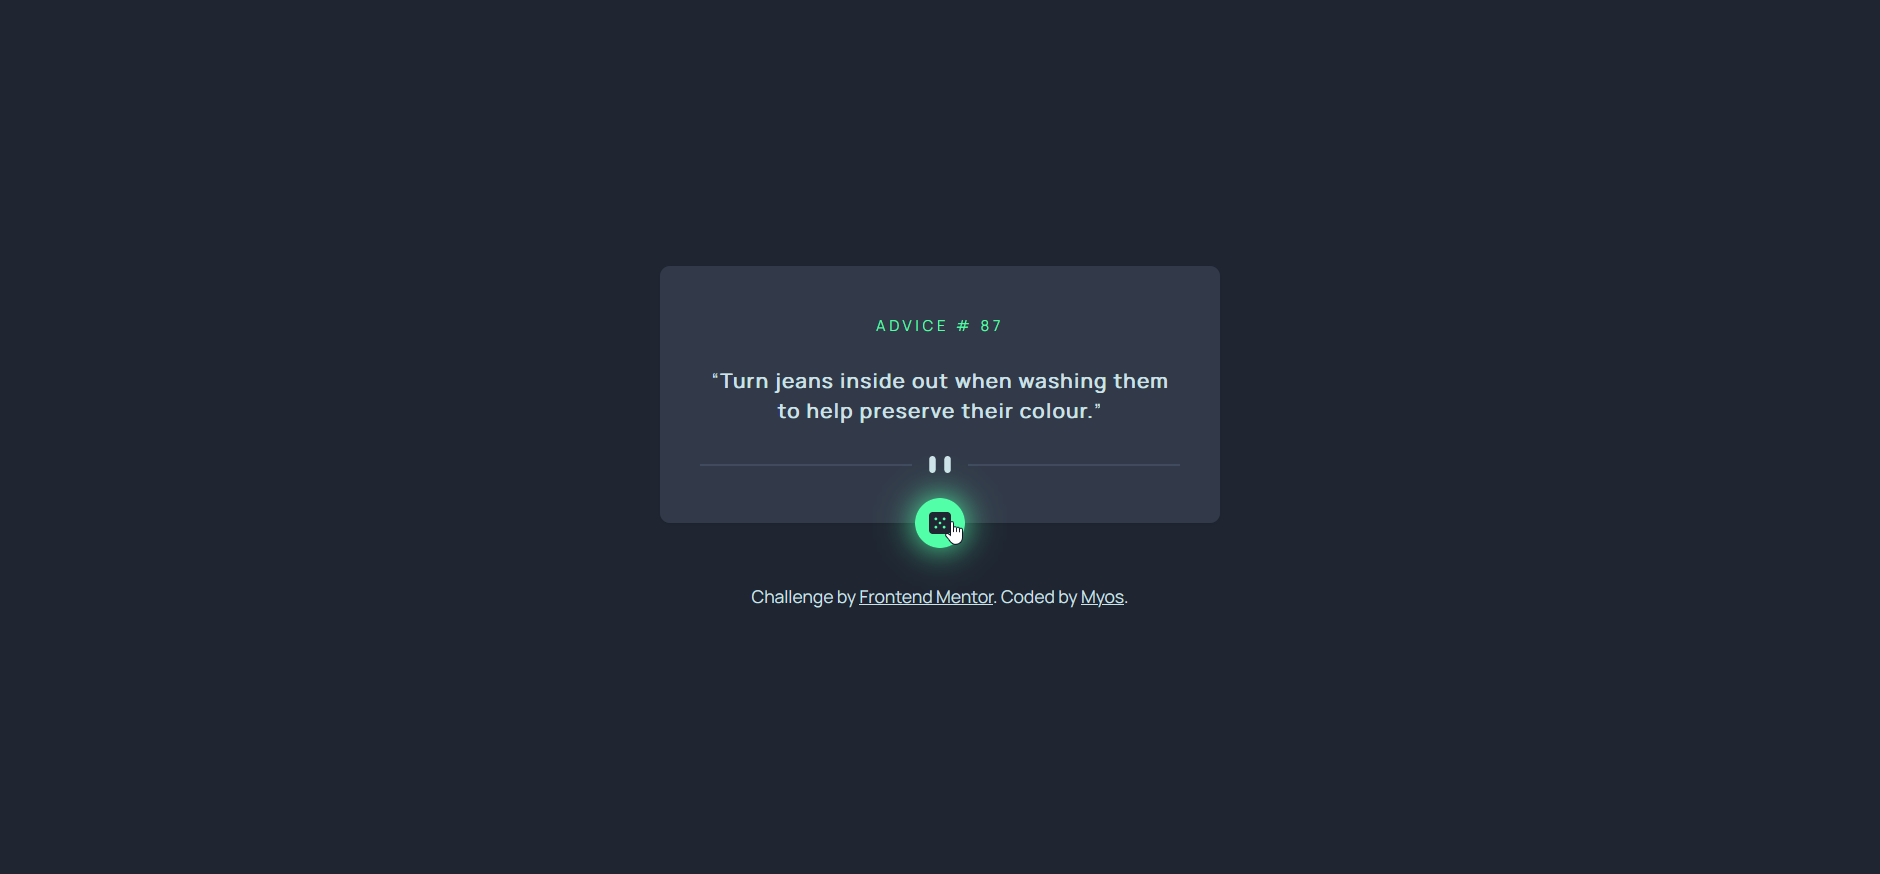 ADVICE # 87
“Turn jeans inside out when washing them
to help preserve their colour.”
Challenge by Frontend Mentor. Coded by Myos.